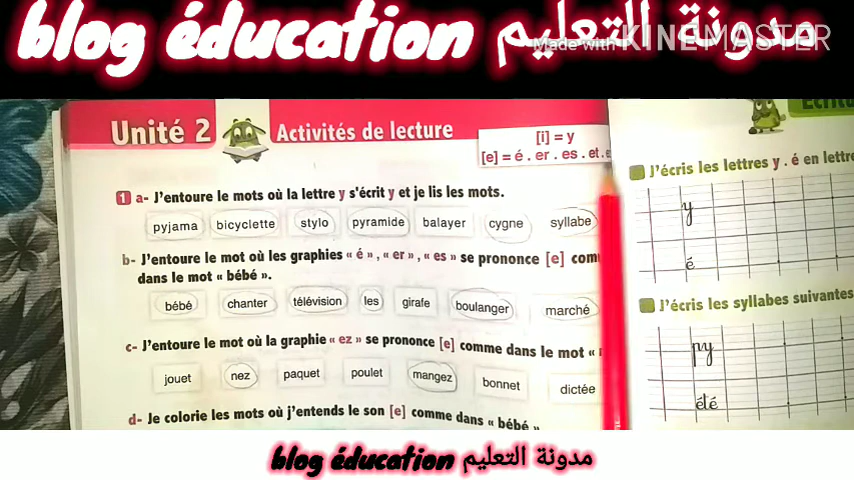 blog éducation مدونة التعليم
Made with KINEMASTER
Unité 2 Activités de lecture
[i] = y
[e] = é . er . es . et .
1 a- J'entoure le mots où la lettre y s'écrit y et je lis les mots.
pyjama bicyclette stylo pyramide balayer cygne syllabe
b- J'entoure le mot où les graphies « é » , « er » , « es » se prononce [e] com
dans le mot « bébé ».
bébé chanter télévision les girafe boulanger marché
c- J'entoure le mot où la graphie « ez » se prononce [e] comme dans le mot «
jouet nez paquet poulet mangez bonnet dictée
d- Je colorie les mots où j'entends le son [e] comme dans « bébé »
J'écris les lettres y . é en lettre
y
é
J'écris les syllabes suivantes
py
été
blog éducation مدونة التعليم